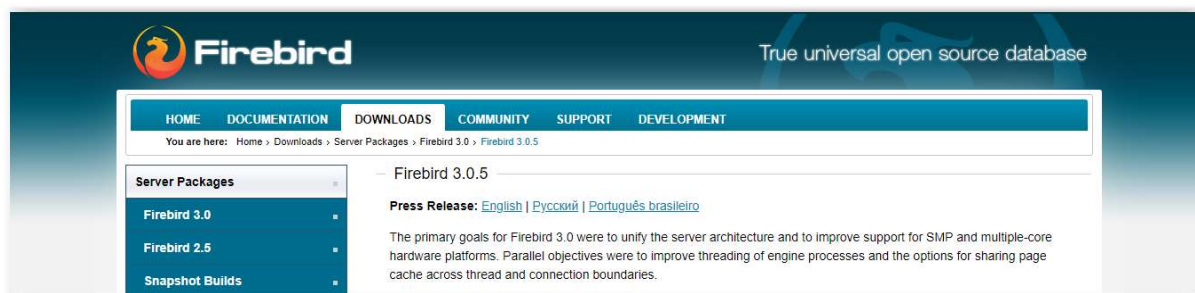 Firebird
True universal open source database
HOME DOCUMENTATION DOWNLOADS COMMUNITY SUPPORT DEVELOPMENT
You are here: Home › Downloads › Server Packages › Firebird 3.0 › Firebird 3.0.5
Server Packages
Firebird 3.0
Firebird 2.5
Snapshot Builds
Firebird 3.0.5
Press Release: English | Русский | Português brasileiro
The primary goals for Firebird 3.0 were to unify the server architecture and to improve support for SMP and multiple-core
hardware platforms. Parallel objectives were to improve threading of engine processes and the options for sharing page
cache across thread and connection boundaries.